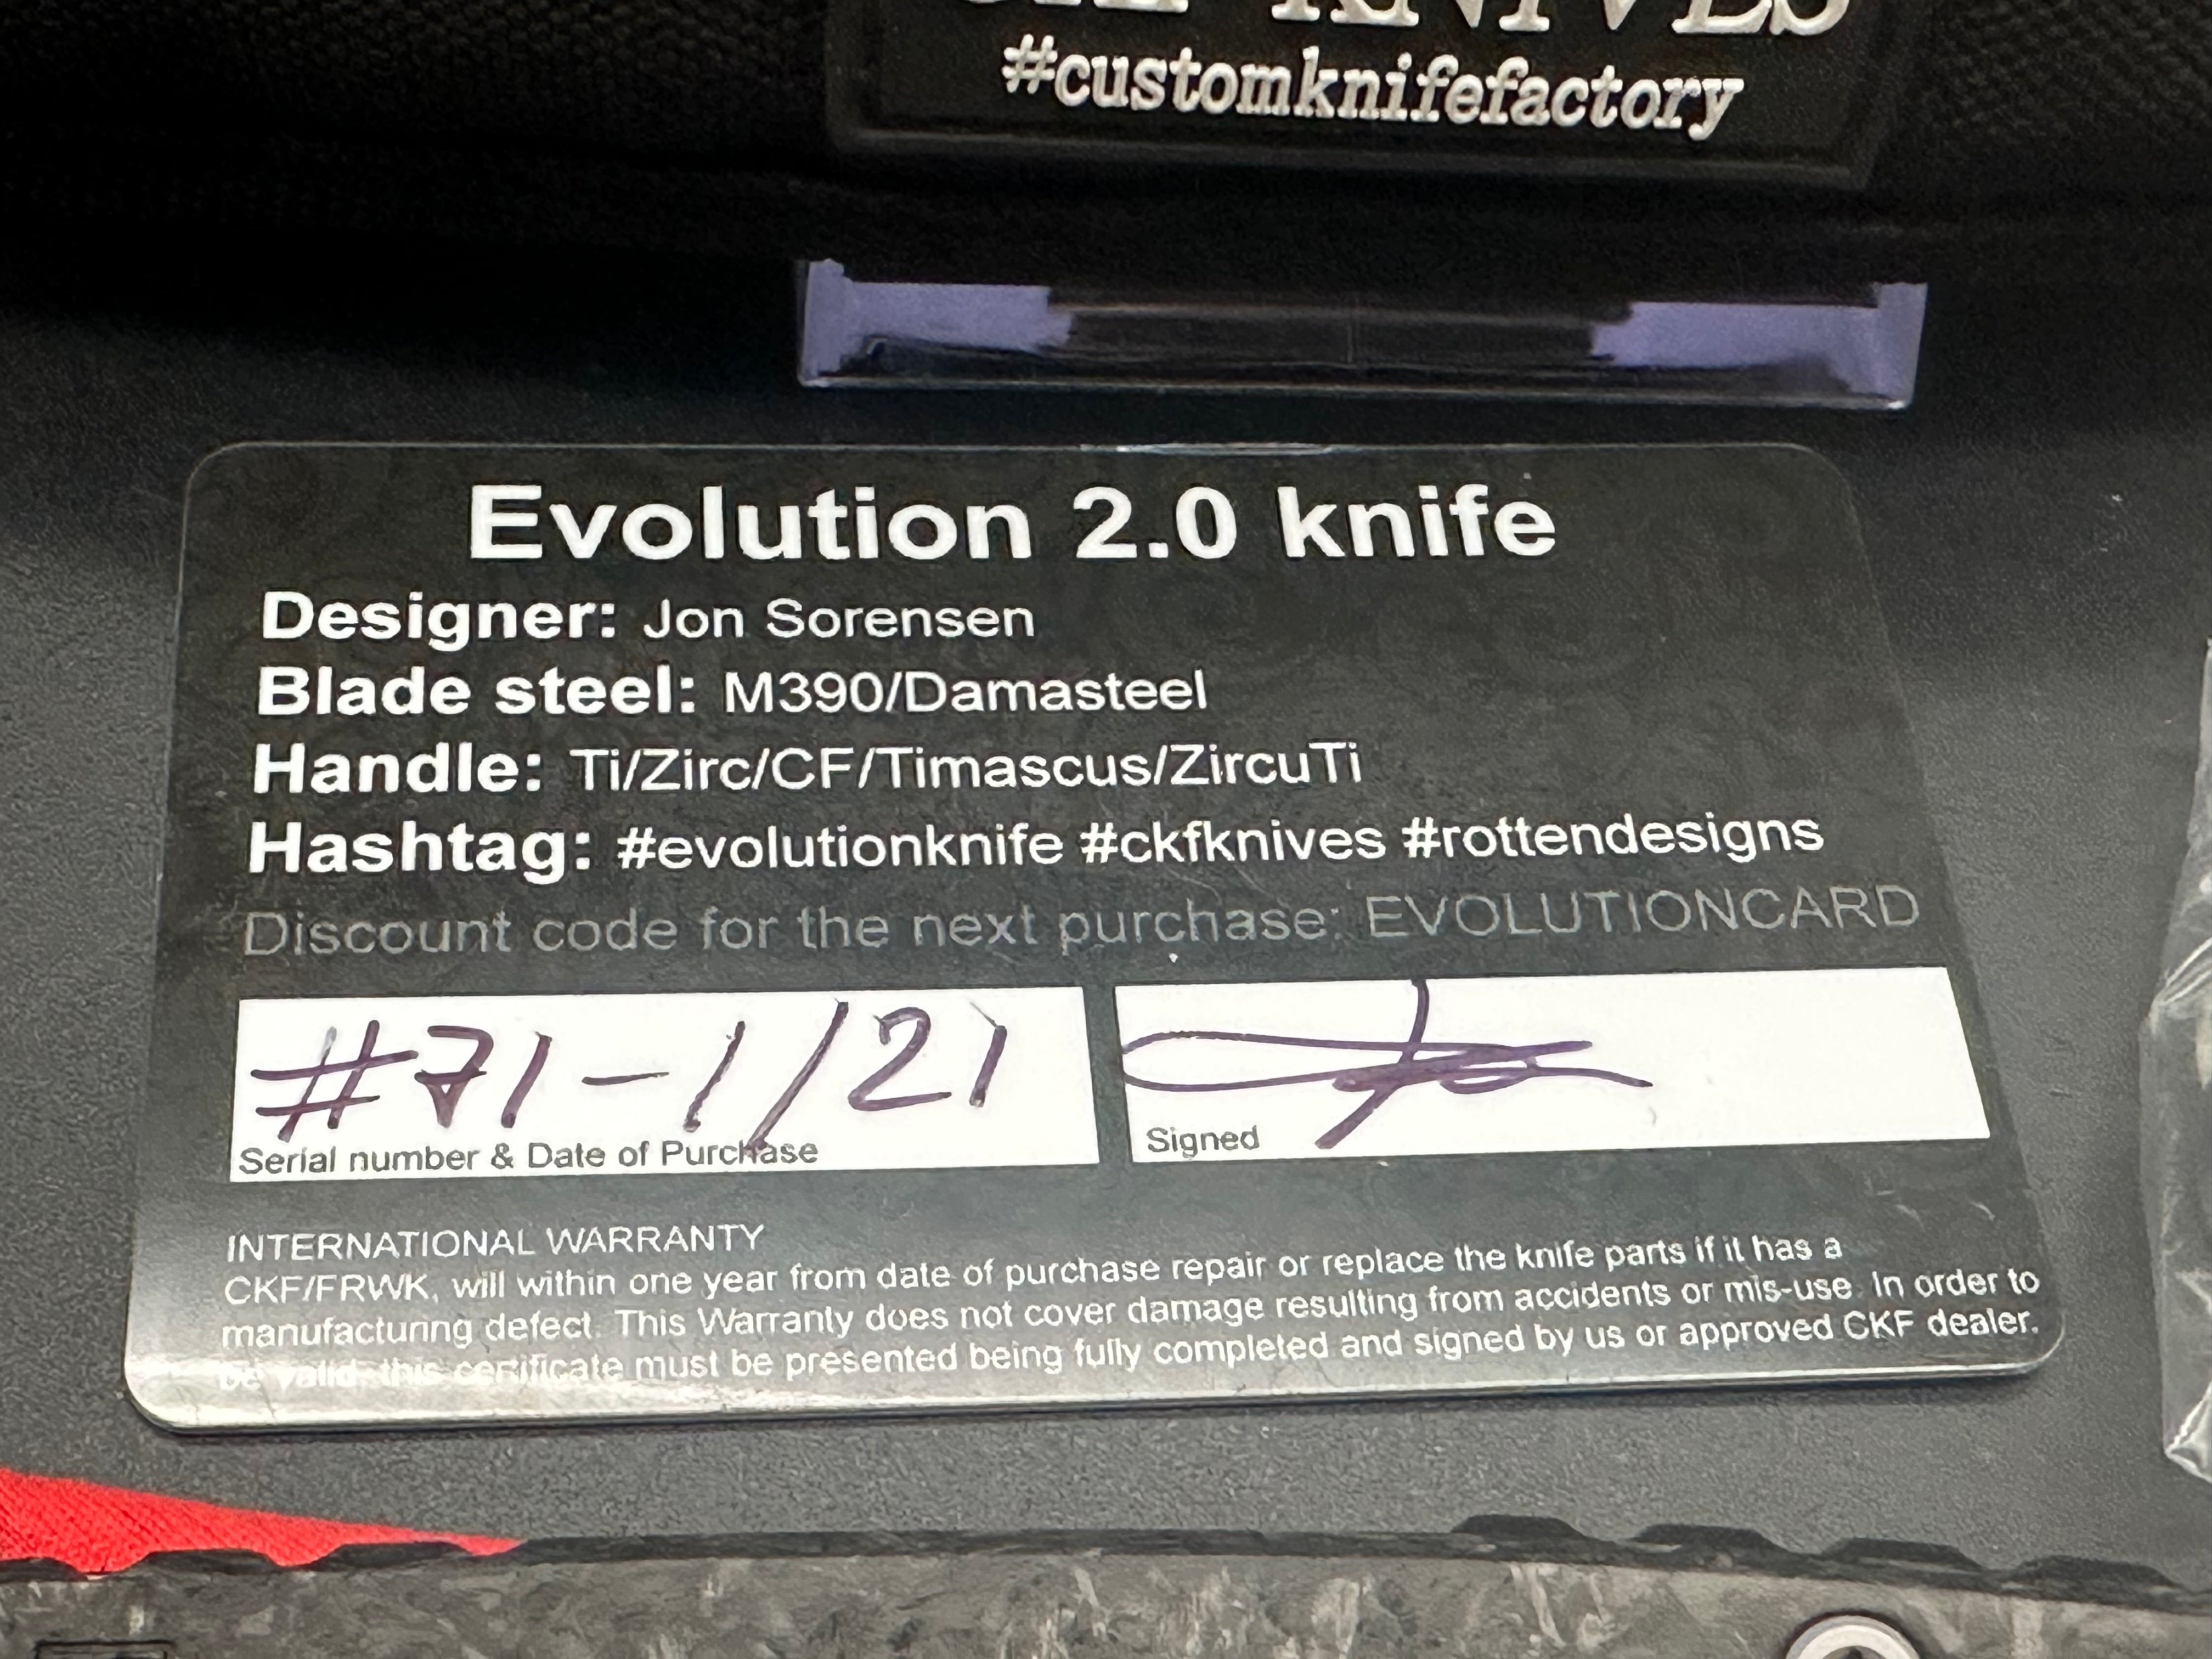 KNIVES
#customknifefactory
Evolution 2.0 knife
Designer: Jon Sorensen
Blade steel: M390/Damasteel
Handle: Ti/Zirc/CF/Timascus/ZircuTi
Hashtag: #evolutionknife #ckfknives #rottendesigns
Discount code for the next purchase: EVOLUTIONCARD
#71-1/21
Serial number & Date of Purchase
Signed
INTERNATIONAL WARRANTY
CKF/FRWK, will within one year from date of purchase repair or replace the knife parts if it has a
manufacturing defect. This Warranty does not cover damage resulting from accidents or mis-use. In order to
be valid, this certificate must be presented being fully completed and signed by us or approved CKF dealer.